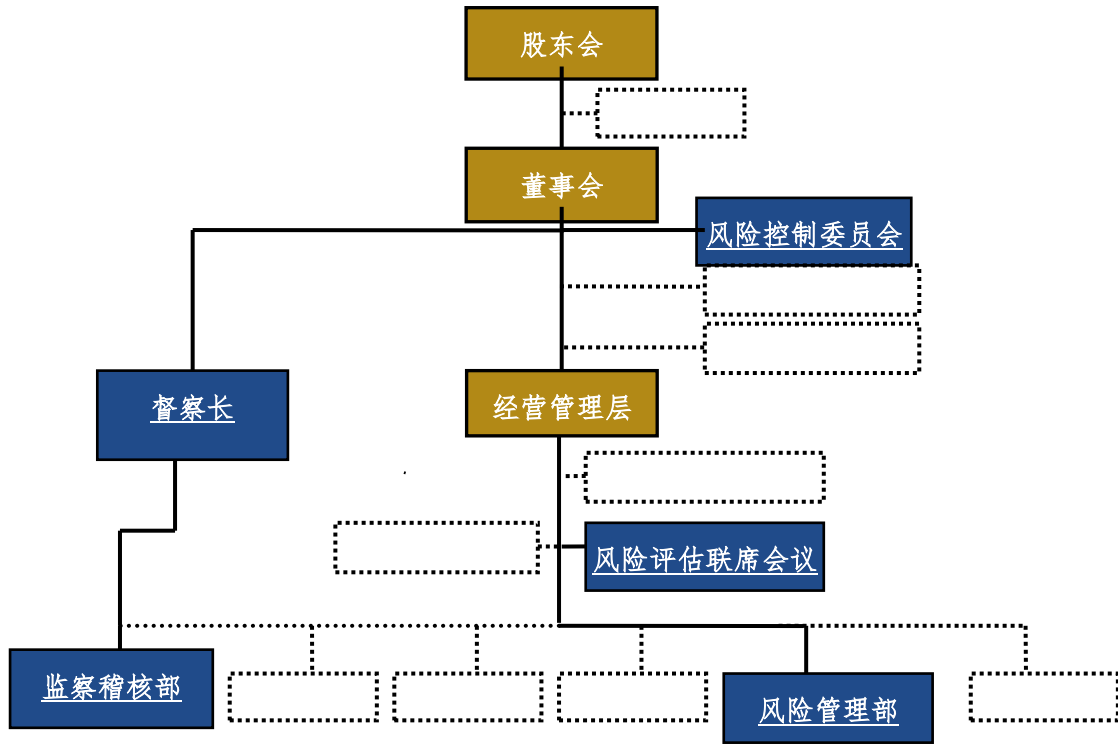 股东会
董事会
风险控制委员会
督察长
经营管理层
风险评估联席会议
监察稽核部
风险管理部